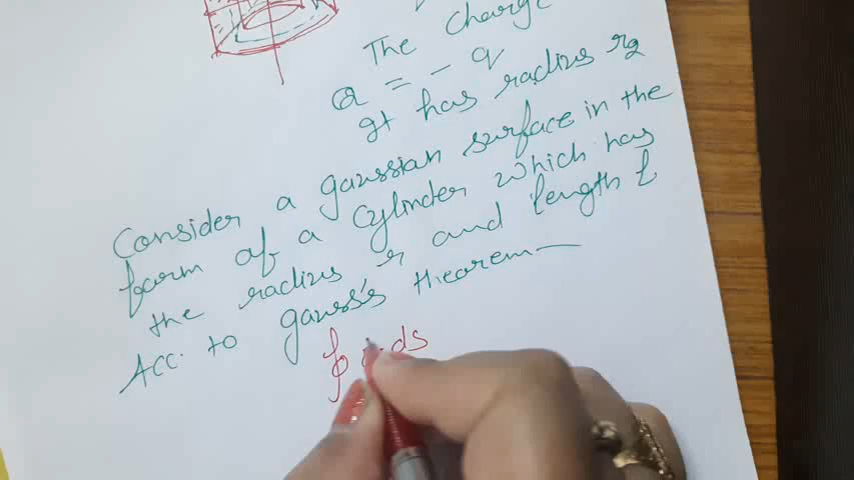 The charge
Q = - q
It has radius r2
Consider a gaussian surface in the
form of a cylinder which has
the radius r and length L
Acc. to gauss's theorem —
∮ ds